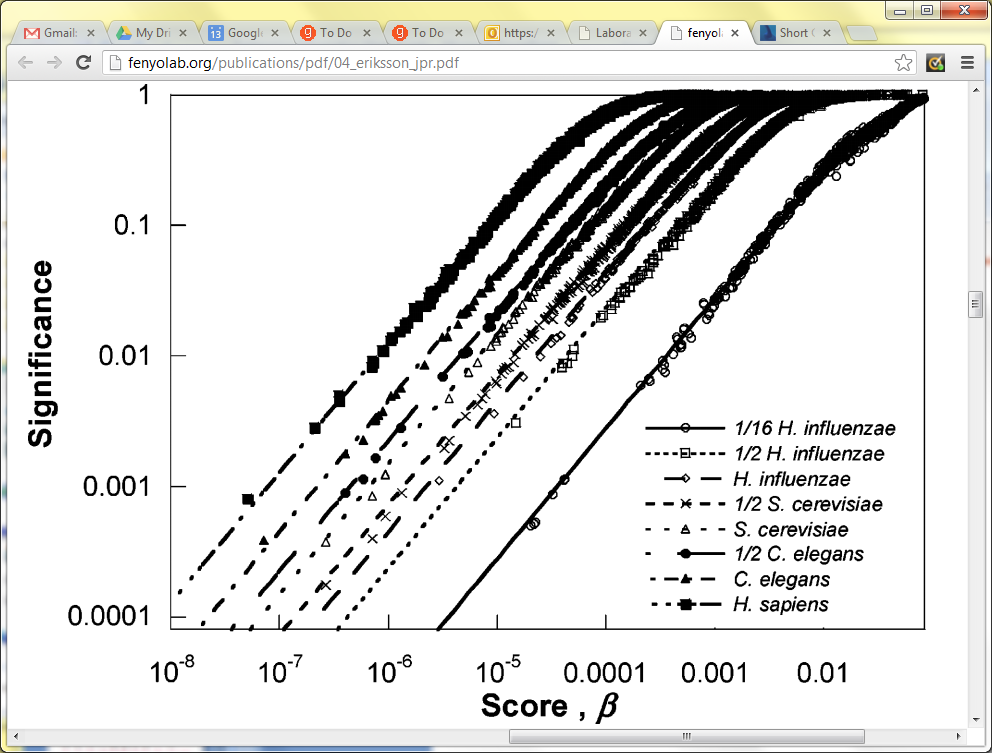 Gmail: My Dri 13 Google To Do To Do https:/ Labora fenyol Short C
fenyolab.org/publications/pdf/04_eriksson_jpr.pdf
1
0.1
0.01
0.001
0.0001
Significance
1/16 H. influenzae
1/2 H. influenzae
H. influenzae
1/2 S. cerevisiae
S. cerevisiae
1/2 C. elegans
C. elegans
H. sapiens
10-8 10-7 10-6 10-5 0.0001 0.001 0.01
Score , β